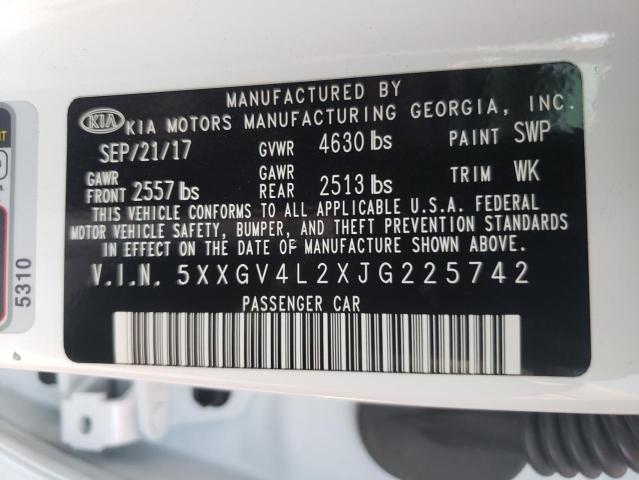 MANUFACTURED BY
KIA KIA MOTORS MANUFACTURING GEORGIA, INC.
SEP/21/17 GVWR 4630 lbs PAINT SWP
GAWR FRONT 2557 lbs GAWR REAR 2513 lbs TRIM WK
THIS VEHICLE CONFORMS TO ALL APPLICABLE U.S.A. FEDERAL
MOTOR VEHICLE SAFETY, BUMPER, AND THEFT PREVENTION STANDARDS
IN EFFECT ON THE DATE OF MANUFACTURE SHOWN ABOVE.
V.I.N. 5XXGV4L2XJG225742
PASSENGER CAR
5310